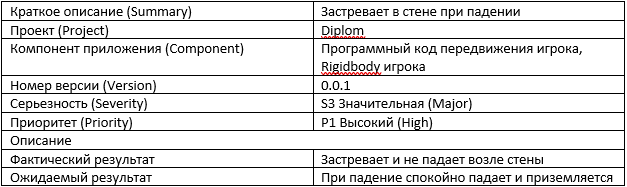 Краткое описание (Summary) Застревает в стене при падении
Проект (Project) Diplom
Компонент приложения (Component) Программный код передвижения игрока,
Rigidbody игрока
Номер версии (Version) 0.0.1
Серьезность (Severity) S3 Значительная (Major)
Приоритет (Priority) P1 Высокий (High)
Описание
Фактический результат Застревает и не падает возле стены
Ожидаемый результат При падение спокойно падает и приземляется